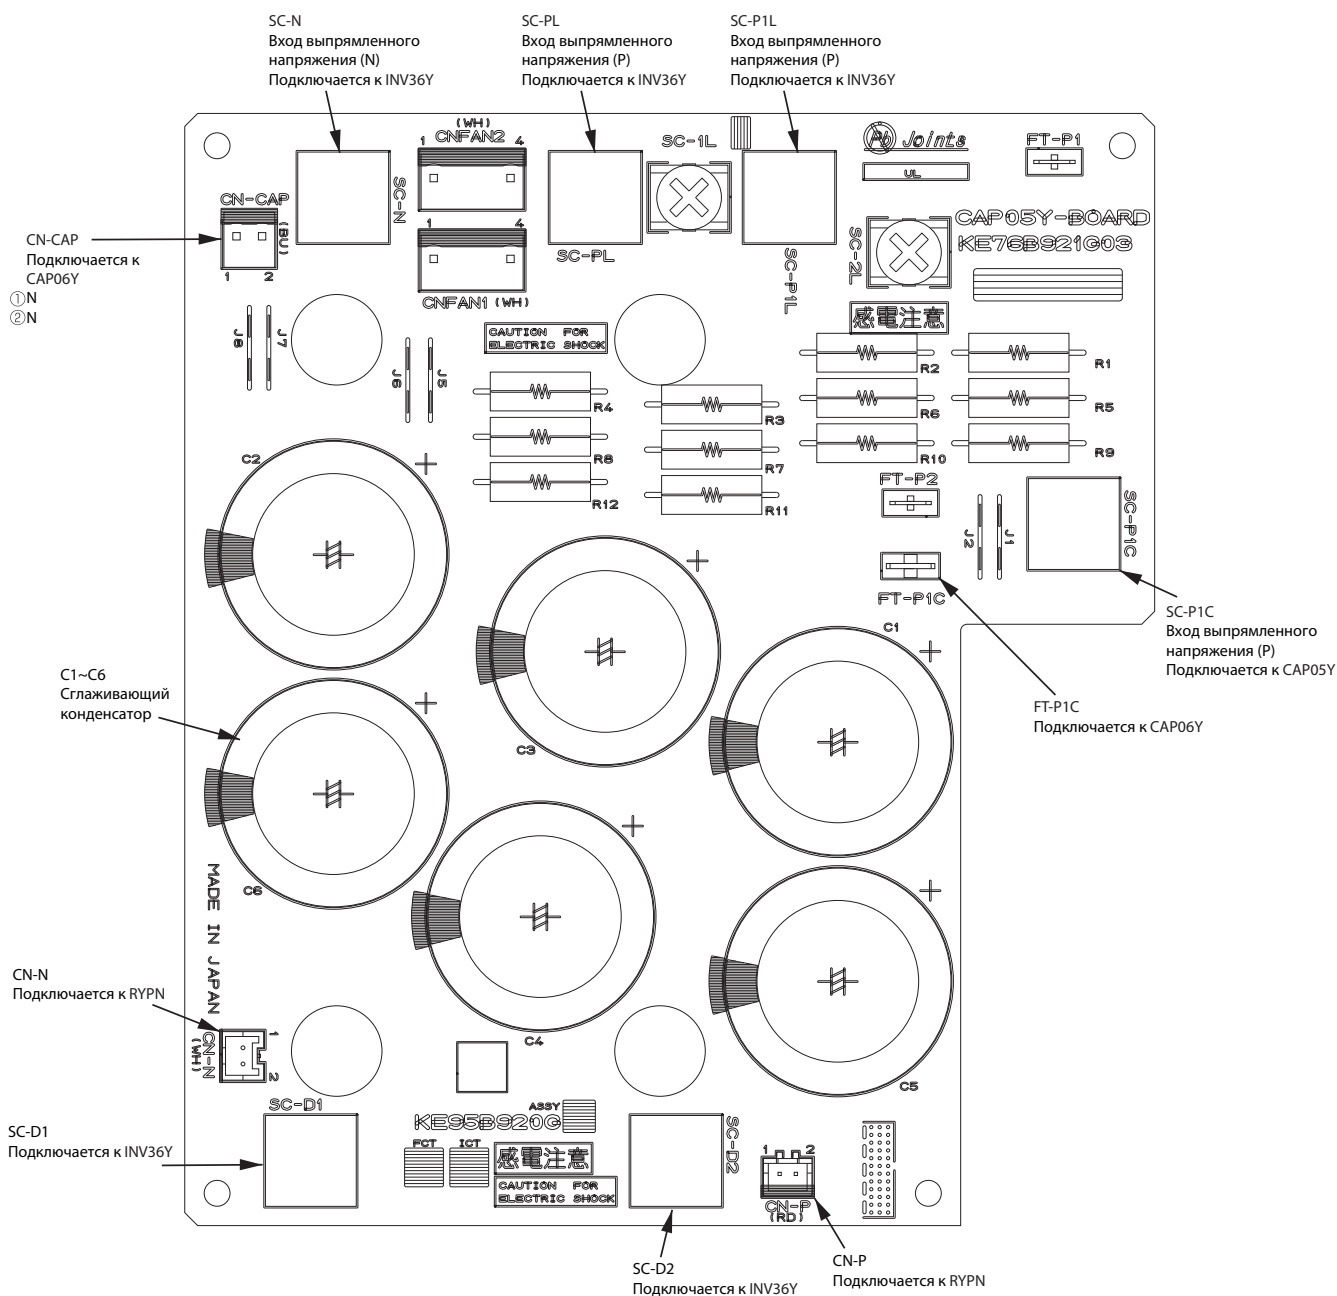 SC-N
Вход выпрямленного
напряжения (N)
Подключается к INV36Y
SC-PL
Вход выпрямленного
напряжения (P)
Подключается к INV36Y
SC-P1L
Вход выпрямленного
напряжения (P)
Подключается к INV36Y
(WH)
1 CNFAN2 4
SC-1L
Pb Joints
UL
FT-P1
CN-CAP
(BU)
1 2
SC-N
1 4
CNFAN1 (WH)
SC-PL
SC-P1L
SC-2L
CAP05Y-BOARD
KE76B921G03
CN-CAP
Подключается к
CAP06Y
①N
②N
感電注意
CAUTION FOR
ELECTRIC SHOCK
J8
J7
J6
J5
R2
R1
R4
R3
R6
R5
R8
R7
R10
R9
R12
R11
FT-P2
J2
J1
SC-P1C
FT-P1C
C2
+
C3
+
C1
+
SC-P1C
Вход выпрямленного
напряжения (P)
Подключается к CAP05Y
FT-P1C
Подключается к CAP06Y
C1~C6
Сглаживающий
конденсатор
+
C6
+
C4
+
C5
MADE IN JAPAN
CN-N
Подключается к RYPN
1
CN-N
(WH)
2
SC-D1
SC-D1
Подключается к INV36Y
ASSY
KE95B920G
FCT
ICT
感電注意
CAUTION FOR
ELECTRIC SHOCK
SC-D2
1 2
CN-P
(RD)
SC-D2
Подключается к INV36Y
CN-P
Подключается к RYPN